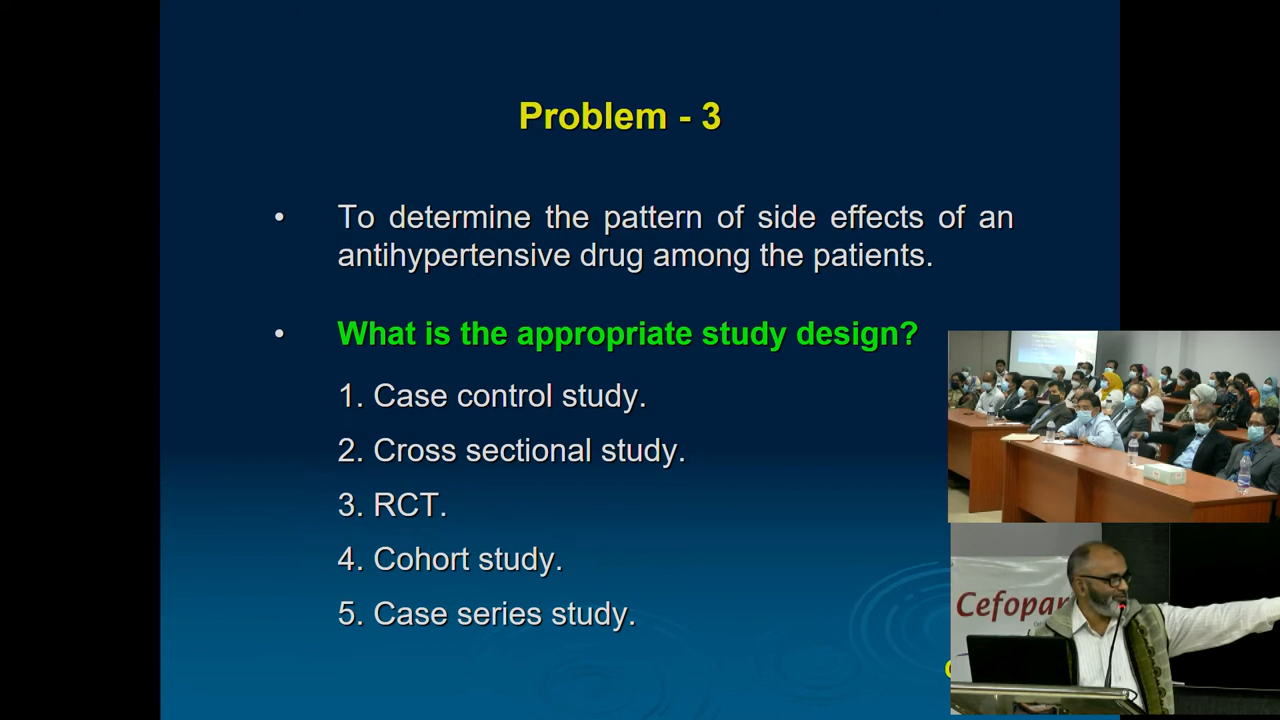 Problem - 3
• To determine the pattern of side effects of an
antihypertensive drug among the patients.
• What is the appropriate study design?
1. Case control study.
2. Cross sectional study.
3. RCT.
4. Cohort study.
5. Case series study.
Cefopar